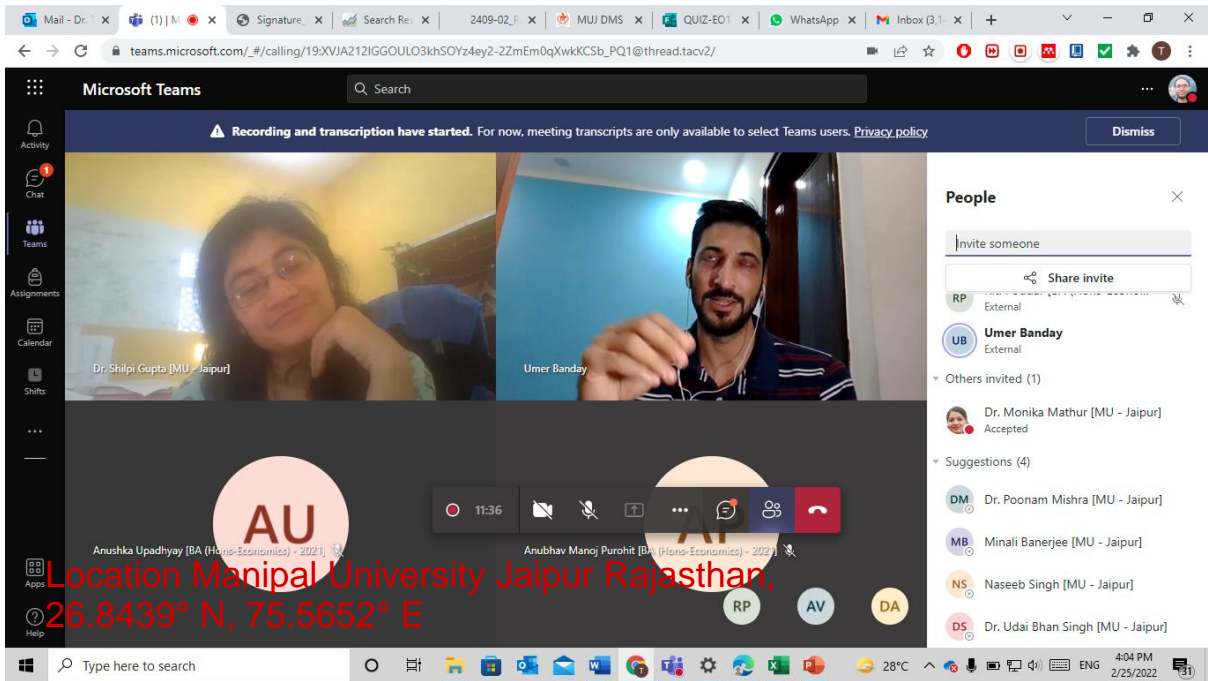 Mail - Dr. T
(1) | M
Signature_
Search Res
2409-02_P
MUJ DMS
QUIZ-EO1
WhatsApp
Inbox (3,1
teams.microsoft.com/_#/calling/19:XVJA212IGGOULO3khSOYz4ey2-2ZmEm0qXwkKCSb_PQ1@thread.tacv2/
T
Microsoft Teams
Search
Recording and transcription have started. For now, meeting transcripts are only available to select Teams users. Privacy policy
Dismiss
Activity
Chat
1
Teams
Assignments
Calendar
Shifts
Apps
Help
Dr. Shilpi Gupta [MU - Jaipur]
Umer Banday
AU
Anushka Upadhyay [BA (Hons-Economics) - 2021]
AP
Anubhav Manoj Purohit [BA (Hons-Economics) - 2021]
11:36
RP
AV
DA
Location Manipal University Jaipur Rajasthan,
26.8439° N, 75.5652° E
People
Invite someone
Share invite
RP
External
UB
Umer Banday
External
Others invited (1)
Dr. Monika Mathur [MU - Jaipur]
Accepted
Suggestions (4)
DM
Dr. Poonam Mishra [MU - Jaipur]
MB
Minali Banerjee [MU - Jaipur]
NS
Naseeb Singh [MU - Jaipur]
DS
Dr. Udai Bhan Singh [MU - Jaipur]
Type here to search
28°C
ENG
4:04 PM
2/25/2022
31